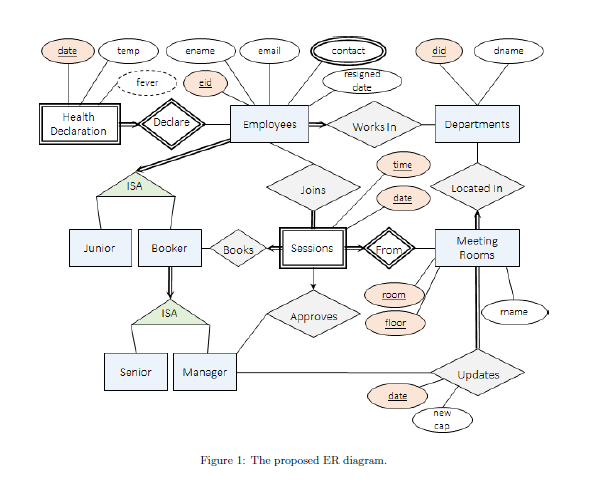 date
temp
ename
email
contact
did
dname
fever
eid
resigned
date
Health
Declaration
Declare
Employees
Works In
Departments
time
ISA
Joins
date
Located In
Junior
Booker
Books
Sessions
From
Meeting
Rooms
room
rname
floor
ISA
Approves
Senior
Manager
Updates
date
new
cap
Figure 1: The proposed ER diagram.